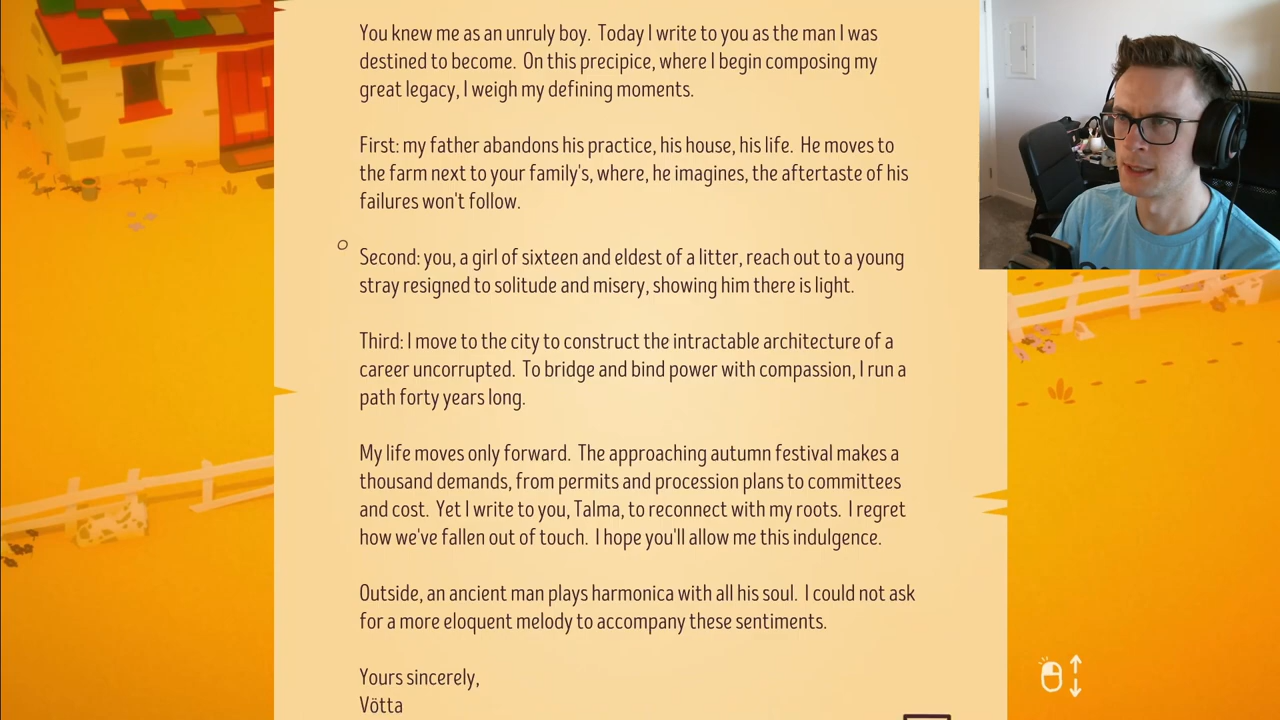 You knew me as an unruly boy. Today I write to you as the man I was
destined to become. On this precipice, where I begin composing my
great legacy, I weigh my defining moments.
First: my father abandons his practice, his house, his life. He moves to
the farm next to your family's, where, he imagines, the aftertaste of his
failures won't follow.
Second: you, a girl of sixteen and eldest of a litter, reach out to a young
stray resigned to solitude and misery, showing him there is light.
Third: I move to the city to construct the intractable architecture of a
career uncorrupted. To bridge and bind power with compassion, I run a
path forty years long.
My life moves only forward. The approaching autumn festival makes a
thousand demands, from permits and procession plans to committees
and cost. Yet I write to you, Talma, to reconnect with my roots. I regret
how we've fallen out of touch. I hope you'll allow me this indulgence.
Outside, an ancient man plays harmonica with all his soul. I could not ask
for a more eloquent melody to accompany these sentiments.
Yours sincerely,
Vötta